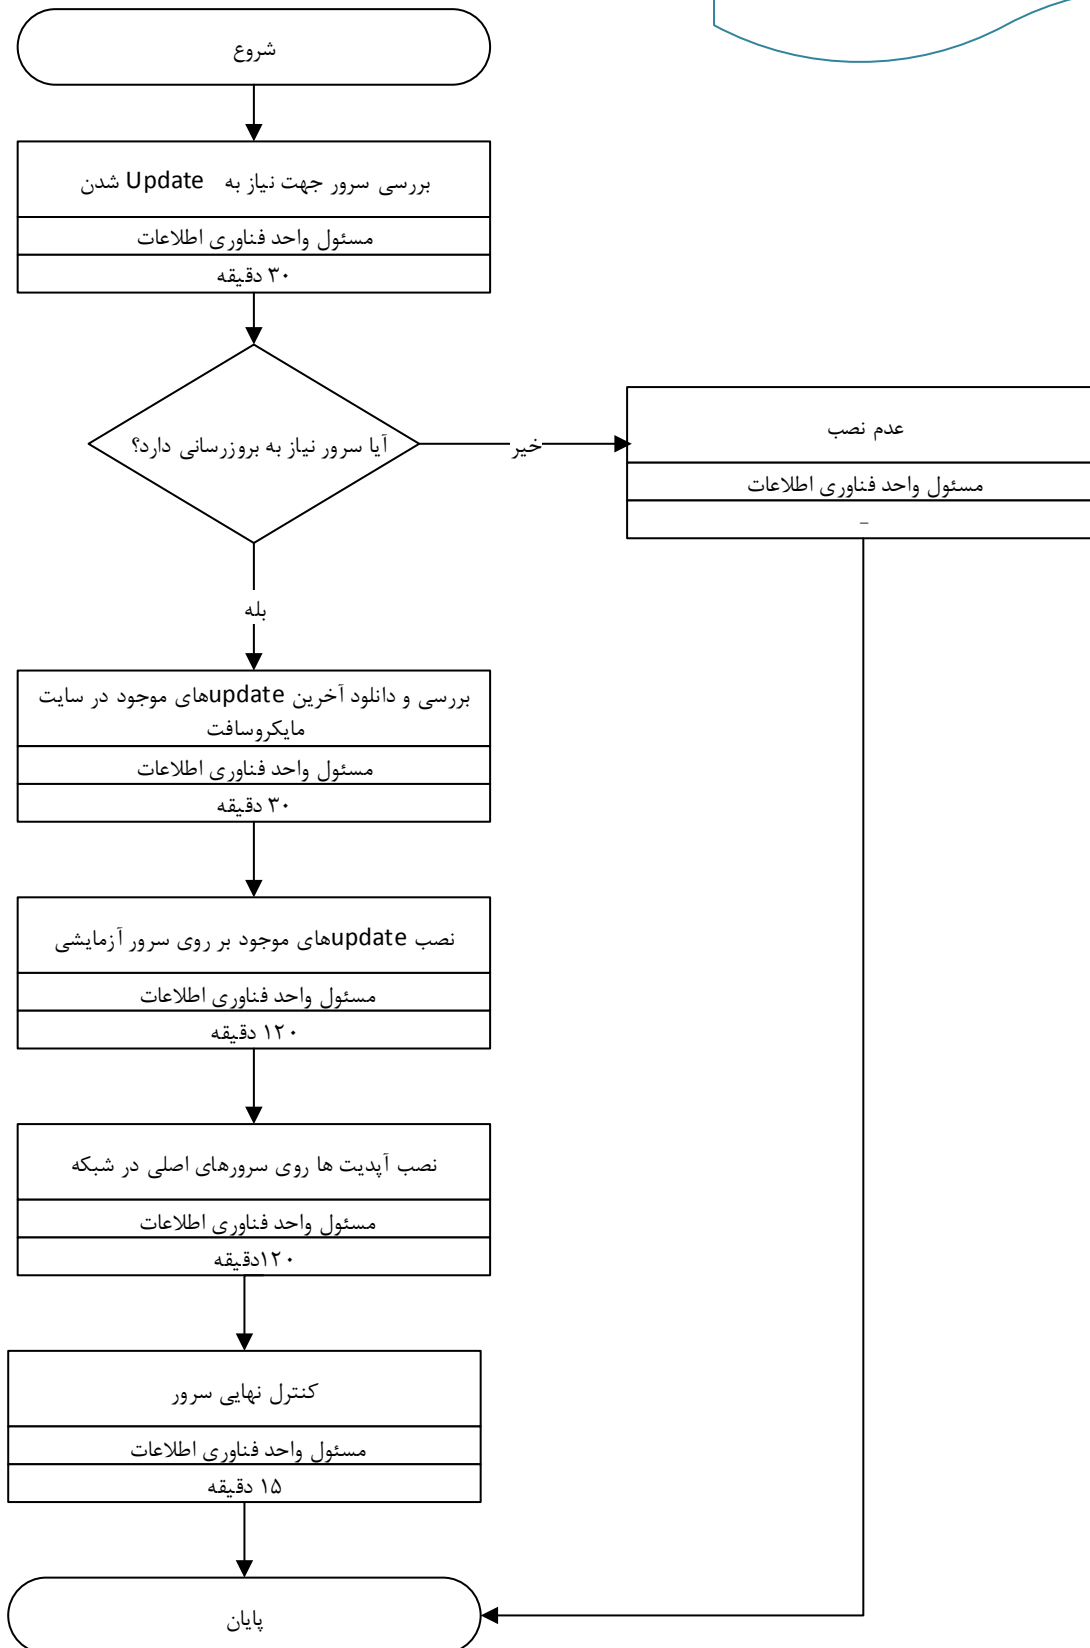 شروع
بررسی سرور جهت نیاز به Update شدن
مسئول واحد فناوری اطلاعات
۳۰ دقیقه
آیا سرور نیاز به بروزرسانی دارد؟
خیر
عدم نصب
مسئول واحد فناوری اطلاعات
_
بله
بررسی و دانلود آخرین updateهای موجود در سایت
مایکروسافت
مسئول واحد فناوری اطلاعات
۳۰ دقیقه
نصب updateهای موجود بر روی سرور آزمایشی
مسئول واحد فناوری اطلاعات
۱۲۰ دقیقه
نصب آپدیت ها روی سرورهای اصلی در شبکه
مسئول واحد فناوری اطلاعات
۱۲۰دقیقه
کنترل نهایی سرور
مسئول واحد فناوری اطلاعات
۱۵ دقیقه
پایان